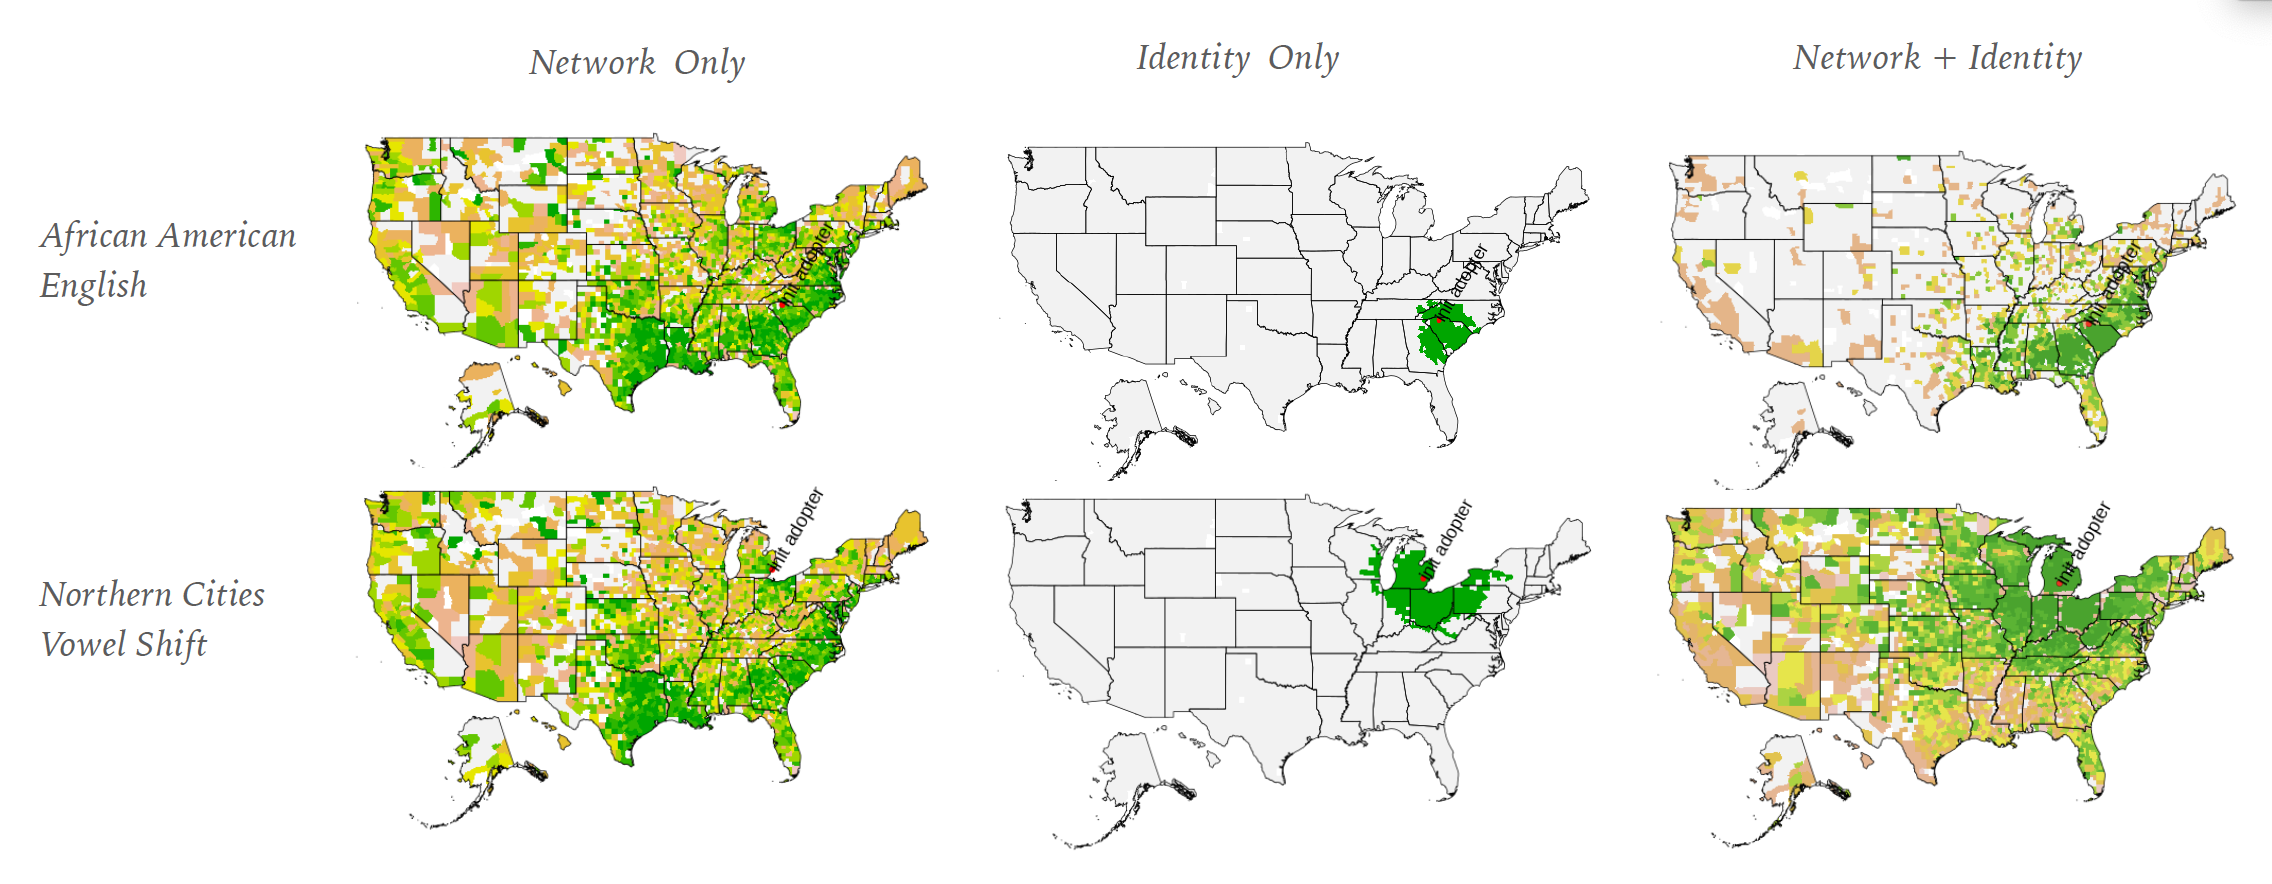 Network Only
Identity Only
Network + Identity
African American
English
init adopter
init adopter
init adopter
Northern Cities
Vowel Shift
init adopter
init adopter
init adopter